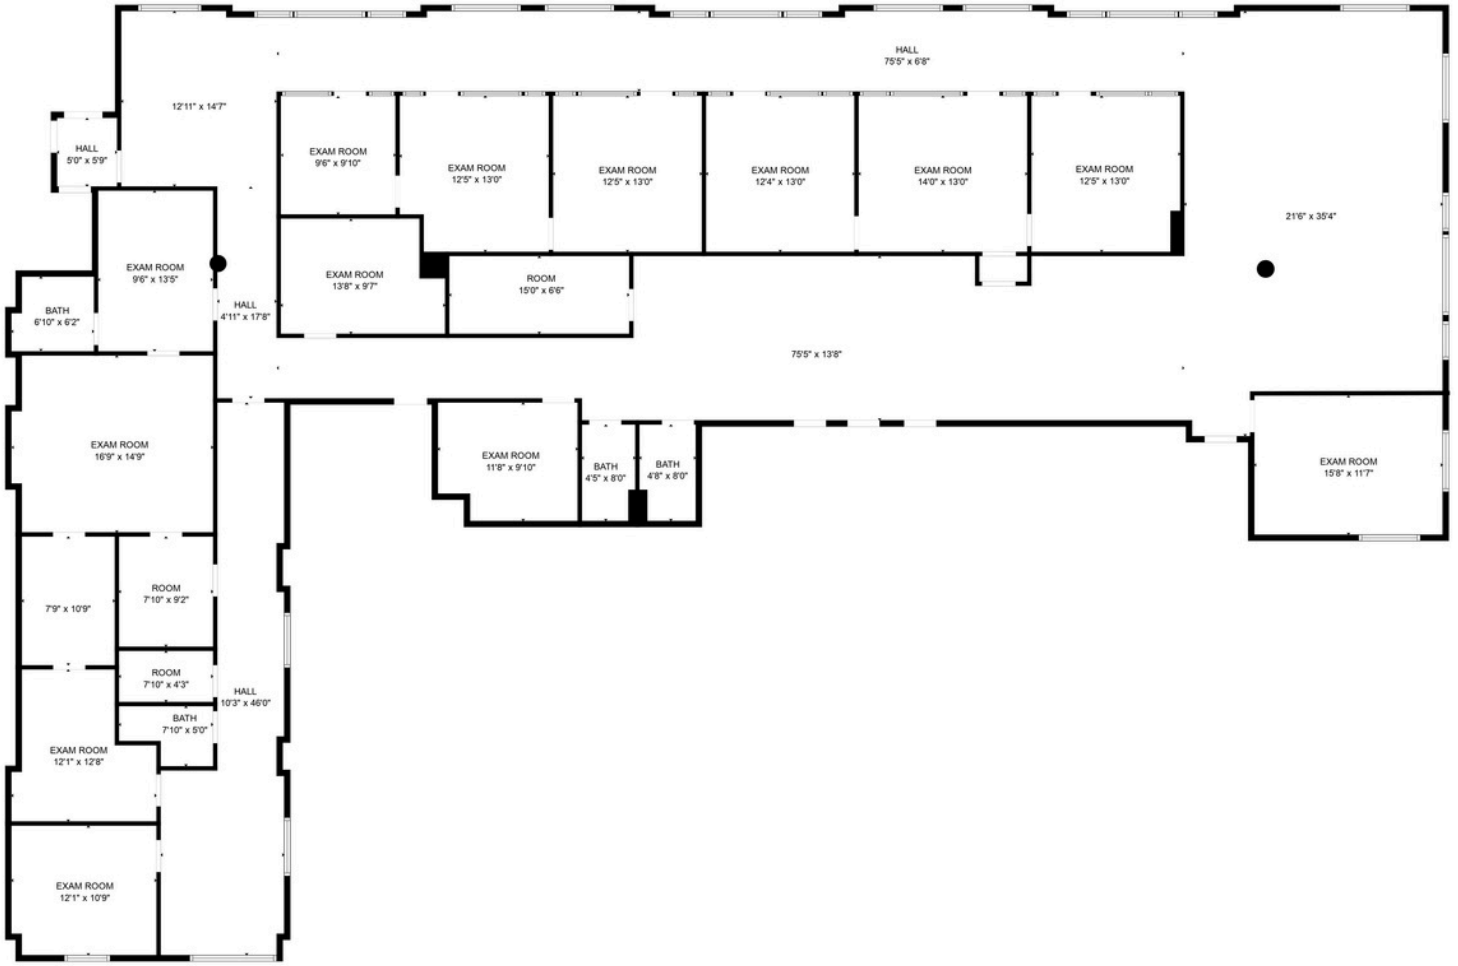 HALL
75'5" x 6'8"
12'11" x 14'7"
HALL
5'0" x 5'9"
EXAM ROOM
9'6" x 9'10"
EXAM ROOM
12'5" x 13'0"
EXAM ROOM
12'5" x 13'0"
EXAM ROOM
12'4" x 13'0"
EXAM ROOM
14'0" x 13'0"
EXAM ROOM
12'5" x 13'0"
21'6" x 35'4"
EXAM ROOM
9'6" x 13'5"
EXAM ROOM
13'8" x 9'7"
ROOM
15'0" x 6'6"
BATH
6'10" x 6'2"
HALL
4'11" x 17'8"
75'5" x 13'8"
EXAM ROOM
16'9" x 14'9"
EXAM ROOM
11'8" x 9'10"
BATH
4'5" x 8'0"
BATH
4'8" x 8'0"
EXAM ROOM
15'8" x 11'7"
7'9" x 10'9"
ROOM
7'10" x 9'2"
ROOM
7'10" x 4'3"
HALL
10'3" x 46'0"
BATH
7'10" x 5'0"
EXAM ROOM
12'1" x 12'8"
EXAM ROOM
12'1" x 10'9"